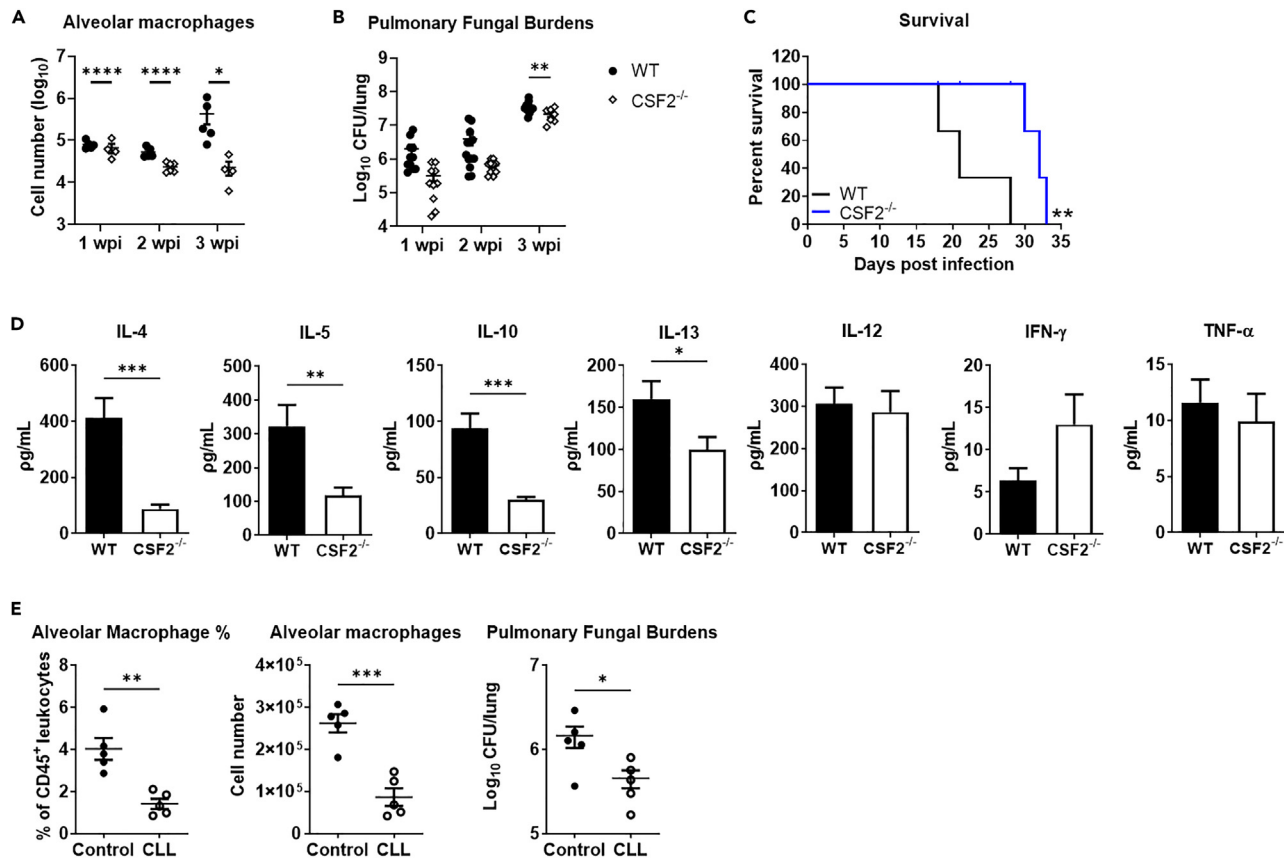 A
Alveolar macrophages
Cell number (log10)
7
6
5
4
3
****
****
*
1 wpi
2 wpi
3 wpi
B
Pulmonary Fungal Burdens
Log10 CFU/lung
9
8
7
6
5
4
**
1 wpi
2 wpi
3 wpi
WT
CSF2-/-
C
Survival
Percent survival
120
100
80
60
40
20
0
WT
CSF2-/-
**
0 5 10 15 20 25 30 35
Days post infection
D
IL-4
ρg/mL
600
400
200
0
***
WT CSF2-/-
IL-5
ρg/mL
500
400
300
200
100
0
**
WT CSF2-/-
IL-10
ρg/mL
150
100
50
0
***
WT CSF2-/-
IL-13
ρg/mL
200
150
100
50
0
*
WT CSF2-/-
IL-12
ρg/mL
400
300
200
100
0
WT CSF2-/-
IFN-γ
ρg/mL
20
15
10
5
0
WT CSF2-/-
TNF-α
ρg/mL
15
10
5
0
WT CSF2-/-
E
Alveolar Macrophage %
% of CD45+ leukocytes
8
6
4
2
0
**
Control CLL
Alveolar macrophages
Cell number
4×10⁵
3×10⁵
2×10⁵
1×10⁵
0
***
Control CLL
Pulmonary Fungal Burdens
Log10 CFU/lung
7
6
5
*
Control CLL